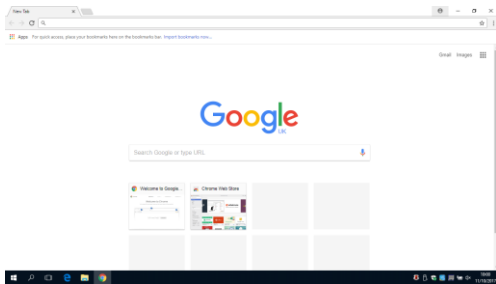 New Tab
Apps For quick access, place your bookmarks here on the bookmarks bar. Import bookmarks now...
Gmail Images
Google
UK
Search Google or type URL
Welcome to Google...
Chrome Web Store